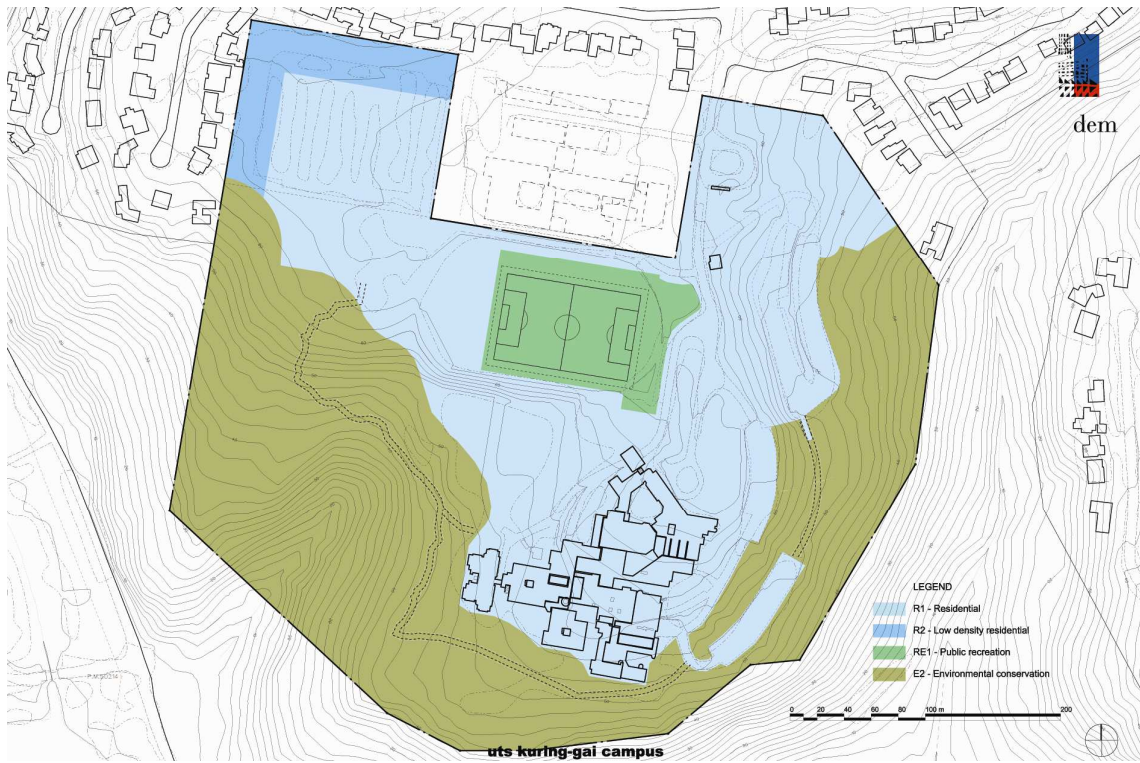 dem
LEGEND
R1 - Residential
R2 - Low density residential
RE1 - Public recreation
E2 - Environmental conservation
0 20 40 60 80 100 m 200
uts kuring-gai campus